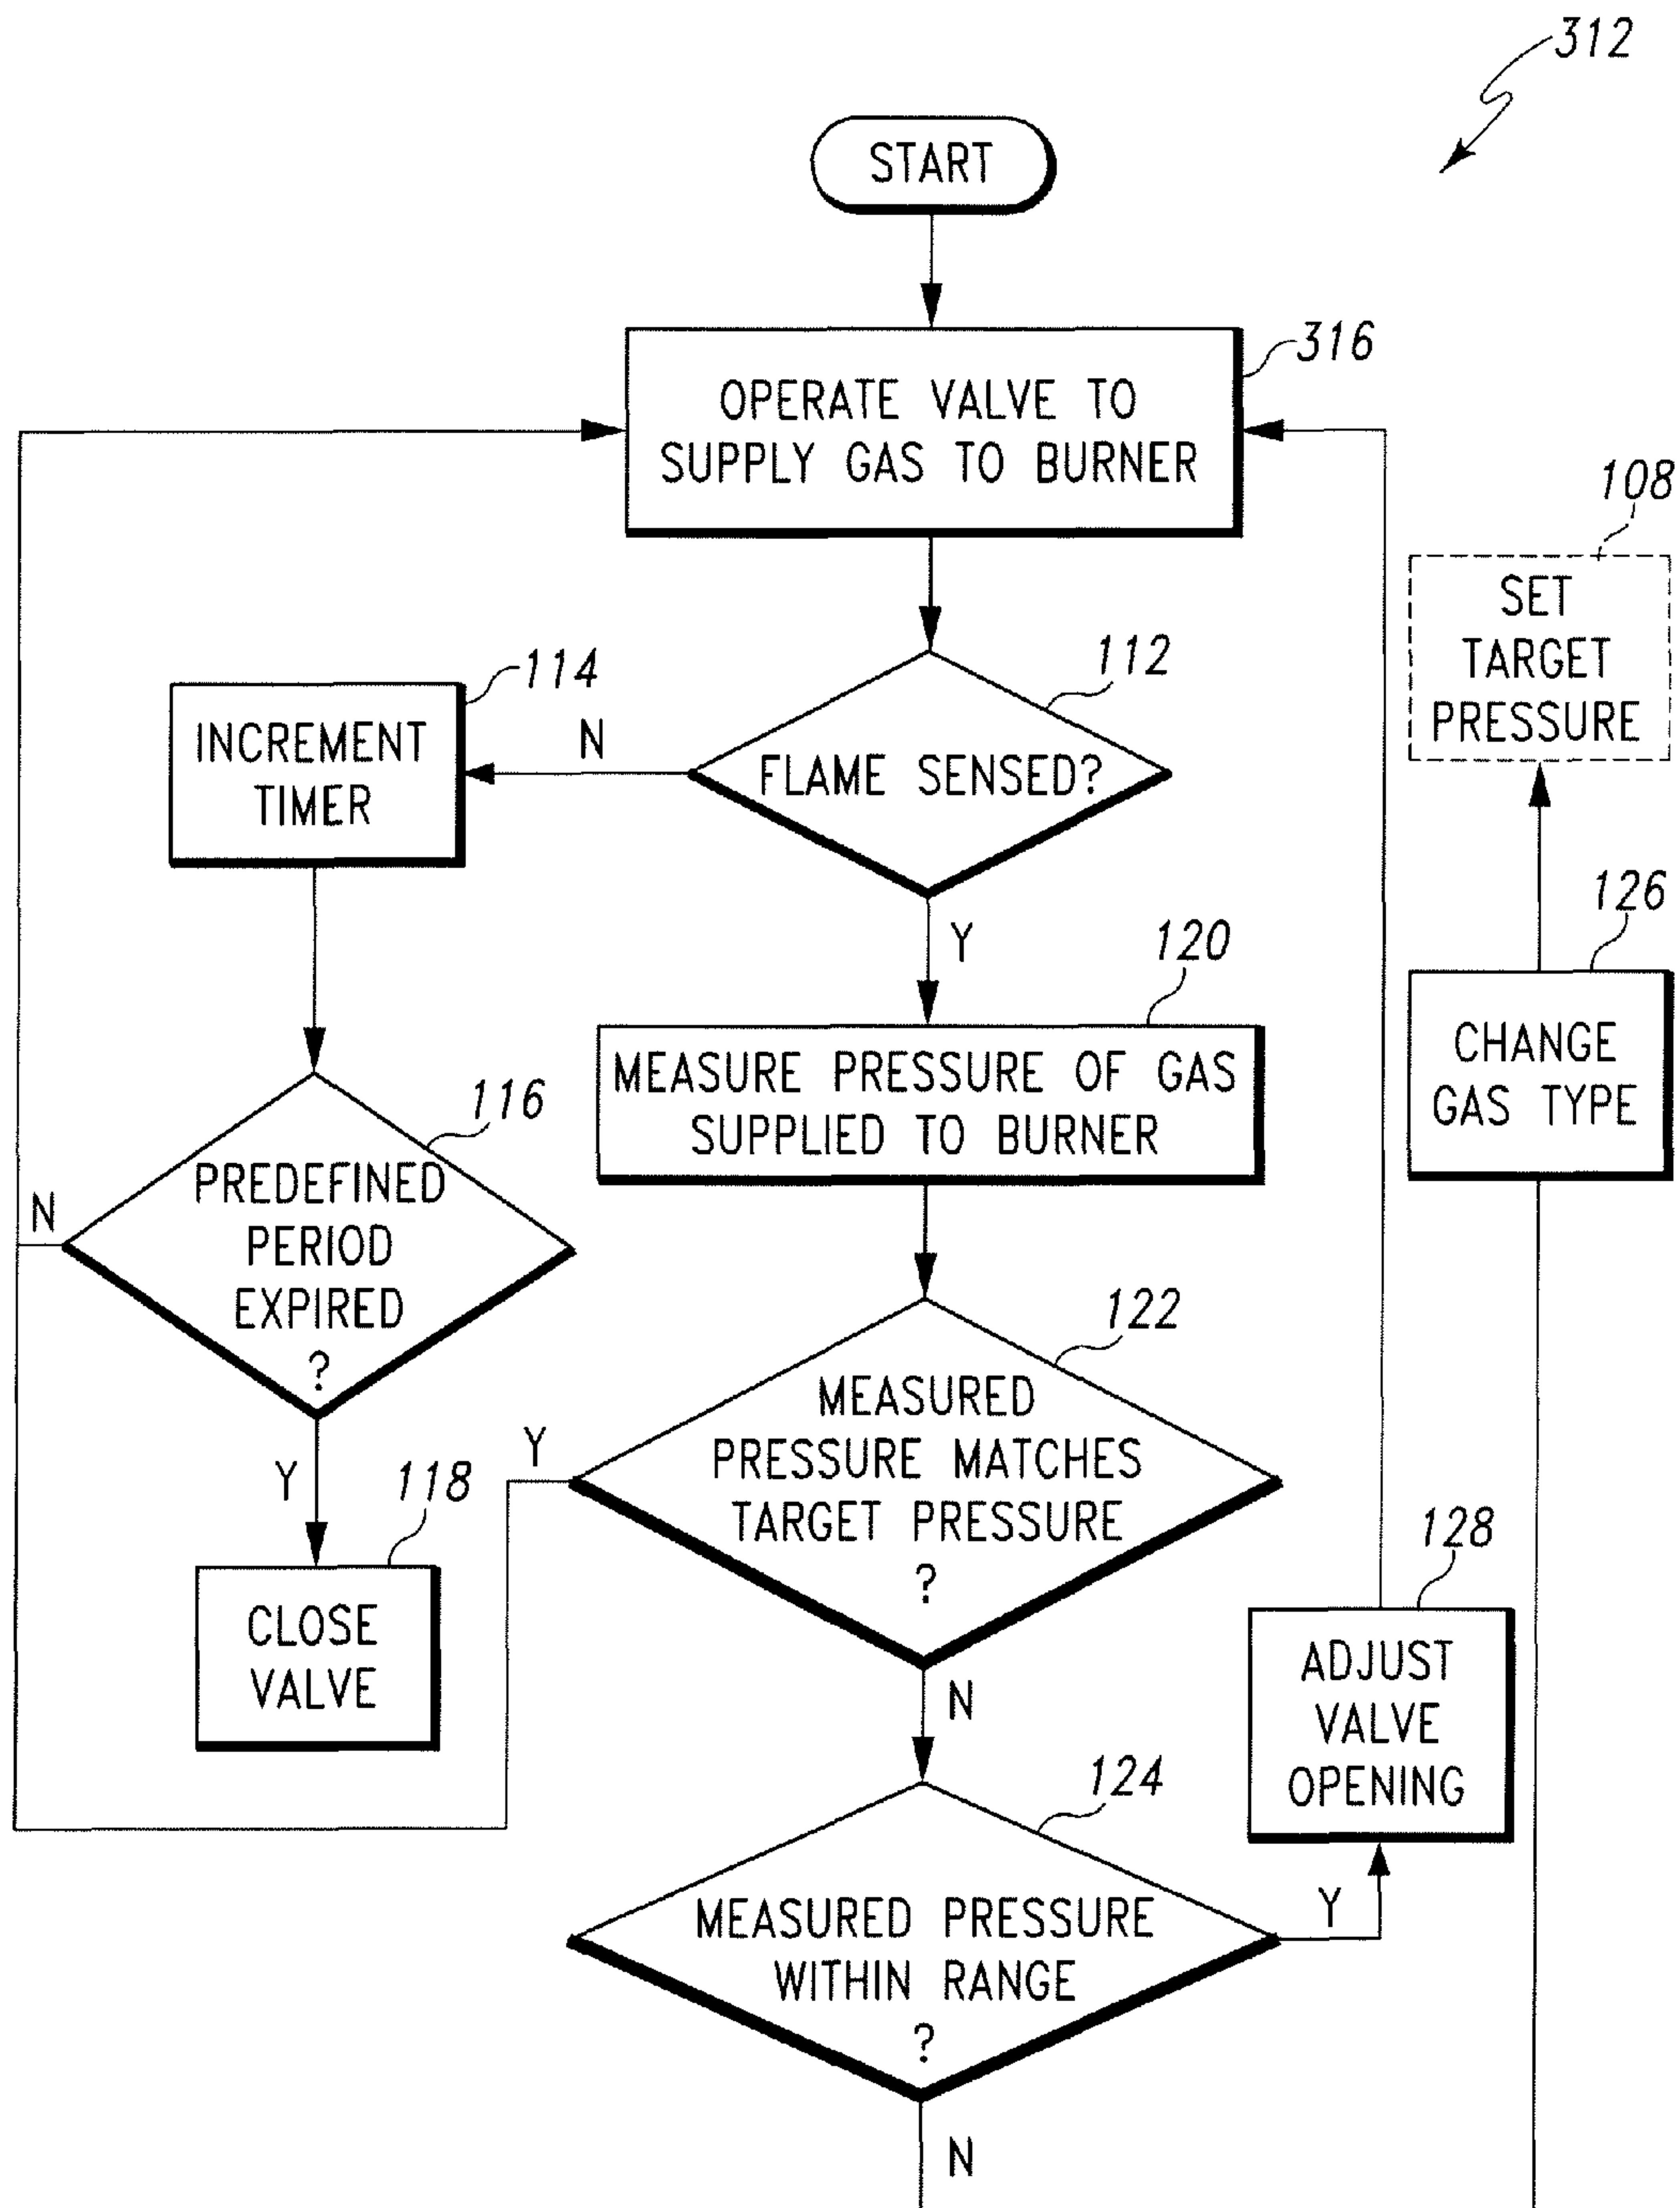 312
START
316
OPERATE VALVE TO
SUPPLY GAS TO BURNER
108
SET
TARGET
PRESSURE
112
FLAME SENSED?
N
114
INCREMENT
TIMER
Y
126
CHANGE
GAS TYPE
120
MEASURE PRESSURE OF GAS
SUPPLIED TO BURNER
116
PREDEFINED
PERIOD
EXPIRED
?
N
Y
118
CLOSE
VALVE
122
MEASURED
PRESSURE MATCHES
TARGET PRESSURE
?
Y
N
128
ADJUST
VALVE
OPENING
124
MEASURED PRESSURE
WITHIN RANGE
?
Y
N